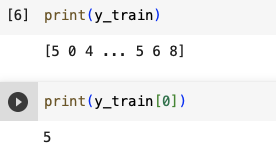 [6] print(y_train)
[5 0 4 ... 5 6 8]
print(y_train[0])
5